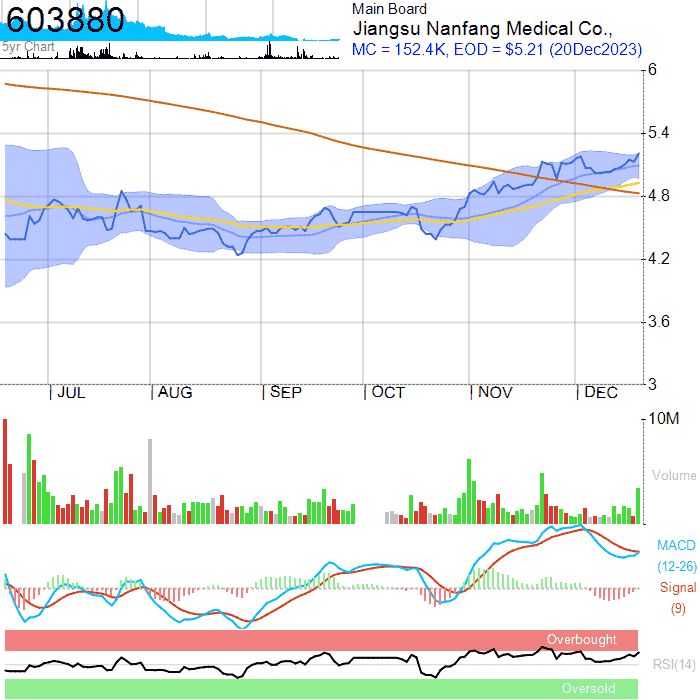 603880
5yr Chart
Main Board
Jiangsu Nanfang Medical Co.,
MC = 152.4K, EOD = $5.21 (20Dec2023)
6
5.4
4.8
4.2
3.6
3
JUL AUG SEP OCT NOV DEC
10M
Volume
MACD
(12-26)
Signal
(9)
Overbought
RSI(14)
Oversold